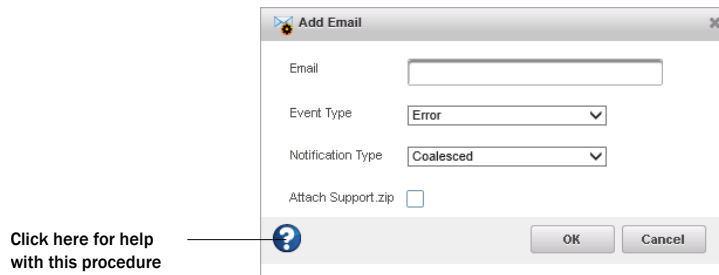 Add Email
Email
Event Type
Error
Notification Type
Coalesced
Attach Support.zip
?
OK
Cancel
Click here for help
with this procedure